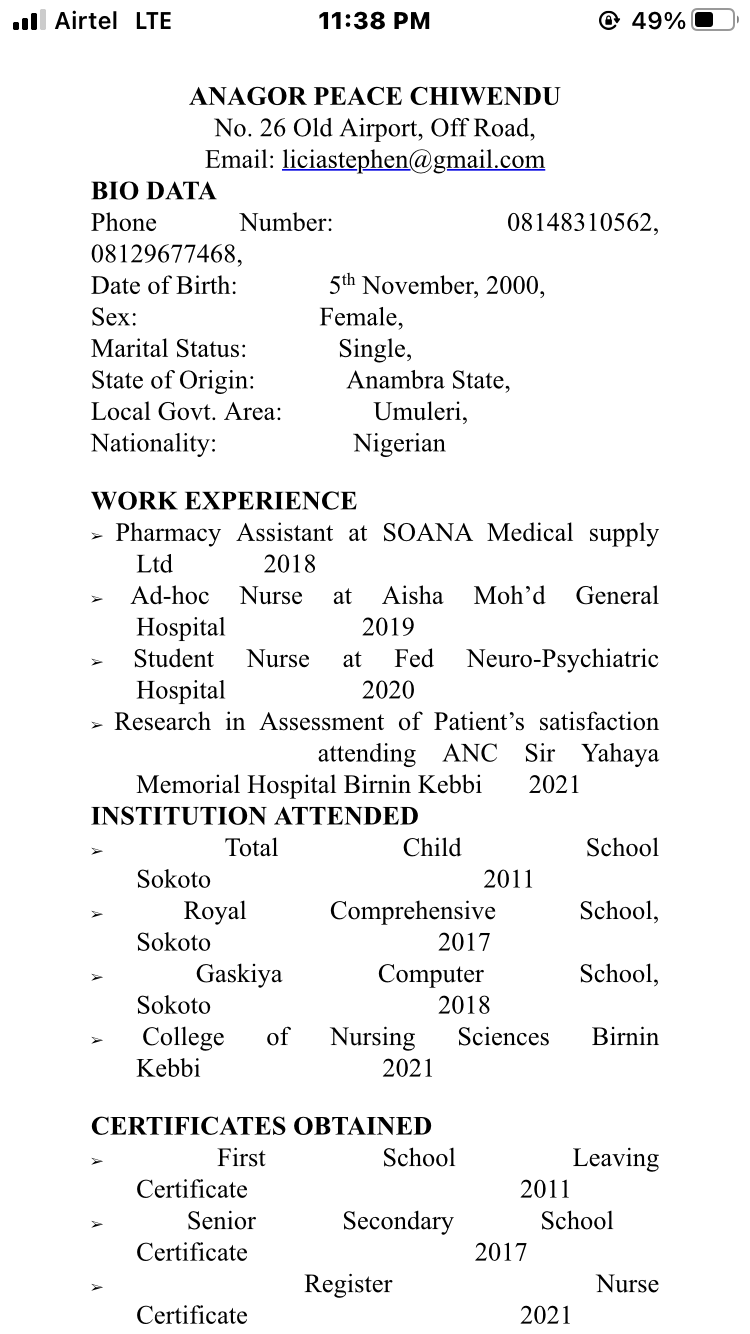 Airtel LTE 11:38 PM 49%
ANAGOR PEACE CHIWENDU
No. 26 Old Airport, Off Road,
Email: liciastephen@gmail.com
BIO DATA
Phone Number: 08148310562,
08129677468,
Date of Birth: 5th November, 2000,
Sex: Female,
Marital Status: Single,
State of Origin: Anambra State,
Local Govt. Area: Umuleri,
Nationality: Nigerian
WORK EXPERIENCE
➢ Pharmacy Assistant at SOANA Medical supply
Ltd 2018
➢ Ad-hoc Nurse at Aisha Moh’d General
Hospital 2019
➢ Student Nurse at Fed Neuro-Psychiatric
Hospital 2020
➢ Research in Assessment of Patient’s satisfaction
attending ANC Sir Yahaya
Memorial Hospital Birnin Kebbi 2021
INSTITUTION ATTENDED
➢ Total Child School
Sokoto 2011
➢ Royal Comprehensive School,
Sokoto 2017
➢ Gaskiya Computer School,
Sokoto 2018
➢ College of Nursing Sciences Birnin
Kebbi 2021
CERTIFICATES OBTAINED
➢ First School Leaving
Certificate 2011
➢ Senior Secondary School
Certificate 2017
➢ Register Nurse
Certificate 2021